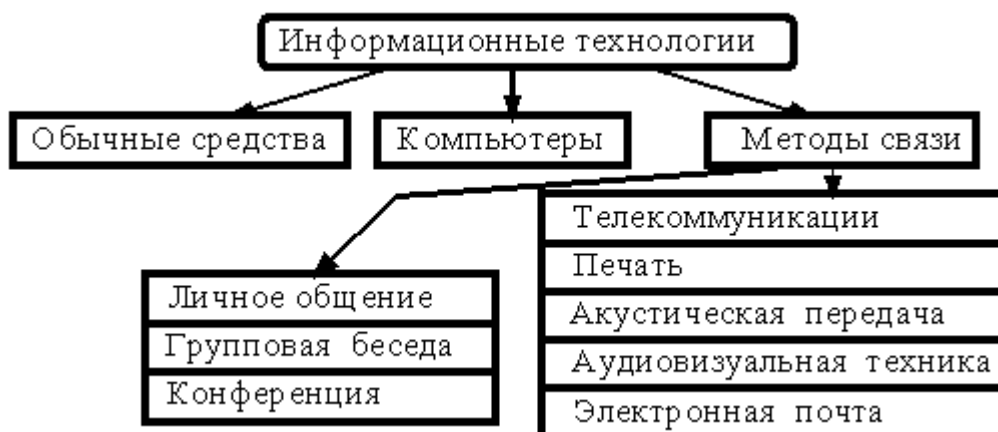 Информационные технологии
Обычные средства
Компьютеры
Методы связи
Личное общение
Групповая беседа
Конференция
Телекоммуникации
Печать
Акустическая передача
Аудиовизуальная техника
Электронная почта